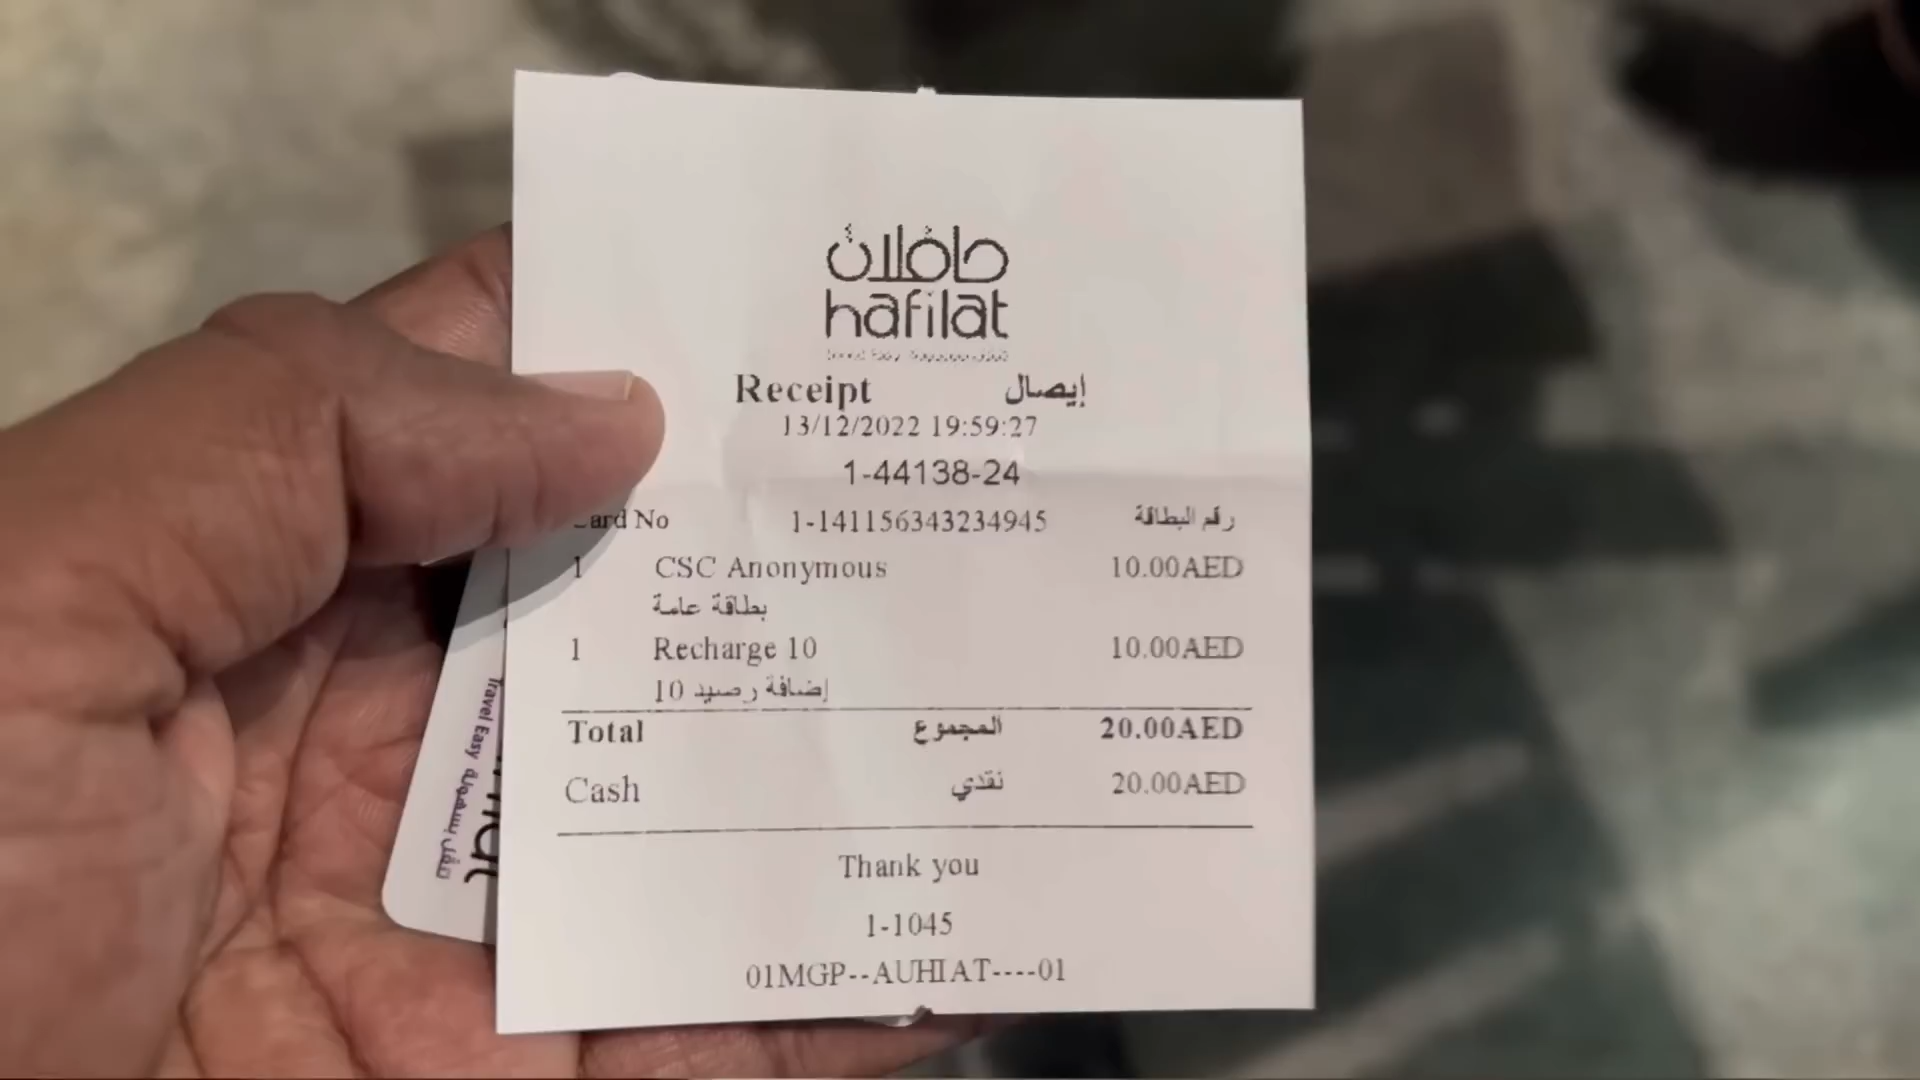 حافلات
hafilat
Receipt إيصال
13/12/2022 19:59:27
1-44138-24
Card No 1-141156343234945 رقم البطاقة
1 CSC Anonymous 10.00AED
بطاقة عامة
1 Recharge 10 10.00AED
إضافة رصيد 10
Total المجموع 20.00AED
Cash نقدي 20.00AED
Thank you
1-1045
01MGP--AUHIAT----01
Travel Easy تنقل بسهولة